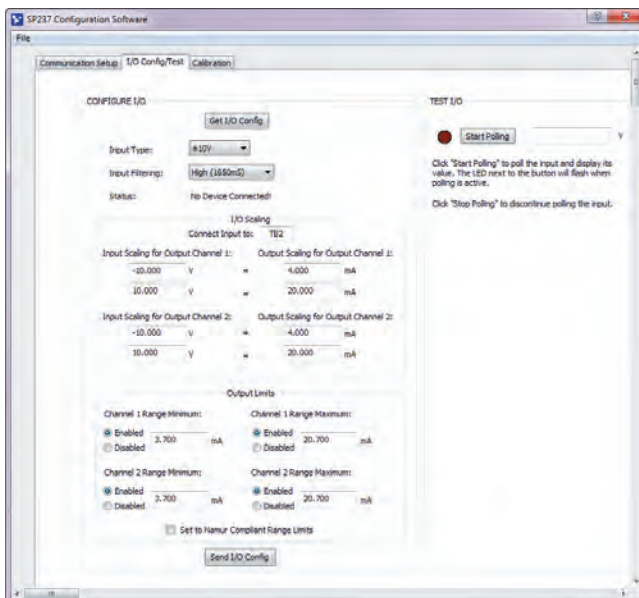 SP237 Configuration Software
File
Communication Setup I/O Config/Test Calibration
CONFIGURE I/O
Get I/O Config
Input Type: ±10V
Input Filtering: High (1650mS)
Status: No Device Connected!
I/O Scaling
Connect Input to: TB2
Input Scaling for Output Channel 1: Output Scaling for Output Channel 1:
-10.000 V = 4.000 mA
10.000 V = 20.000 mA
Input Scaling for Output Channel 2: Output Scaling for Output Channel 2:
-10.000 V = 4.000 mA
10.000 V = 20.000 mA
Output Limits
Channel 1 Range Minimum: Channel 1 Range Maximum:
Enabled 3.700 mA Enabled 20.700 mA
Disabled Disabled
Channel 2 Range Minimum: Channel 2 Range Maximum:
Enabled 3.700 mA Enabled 20.700 mA
Disabled Disabled
Set to Namur Compliant Range Limits
Send I/O Config
TEST I/O
Start Polling V
Click "Start Polling" to poll the input and display its
value. The LED next to the button will flash when
polling is active.
Click "Stop Polling" to discontinue polling the input.